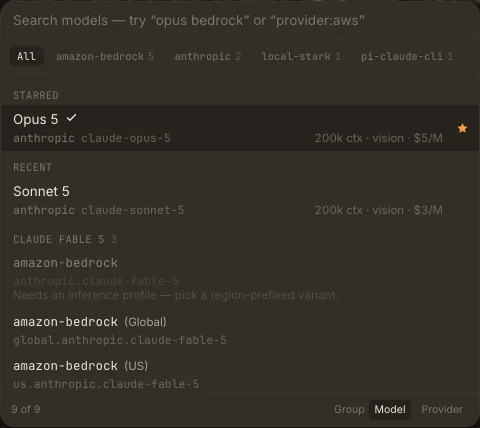 Search models — try “opus bedrock” or “provider:aws”
All amazon-bedrock 5 anthropic 2 local-stark 1 pi-claude-cli 1
STARRED
Opus 5 ✓
anthropic claude-opus-5 200k ctx · vision · $5/M ★
RECENT
Sonnet 5
anthropic claude-sonnet-5 200k ctx · vision · $3/M
CLAUDE FABLE 5 3
amazon-bedrock
anthropic.claude-fable-5
Needs an inference profile — pick a region-prefixed variant.
amazon-bedrock (Global)
global.anthropic.claude-fable-5
amazon-bedrock (US)
us.anthropic.claude-fable-5
9 of 9 Group Model Provider